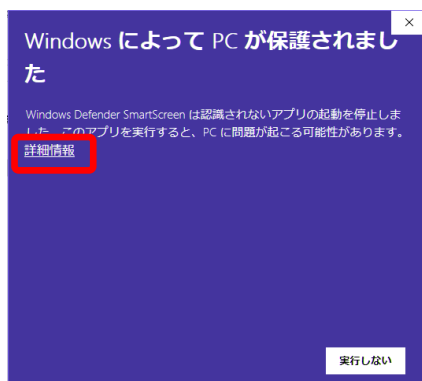 Windows によって PC が保護されまし
た
Windows Defender SmartScreen は認識されないアプリの起動を停止しま
した。このアプリを実行すると、PC に問題が起こる可能性があります。
詳細情報
実行しない